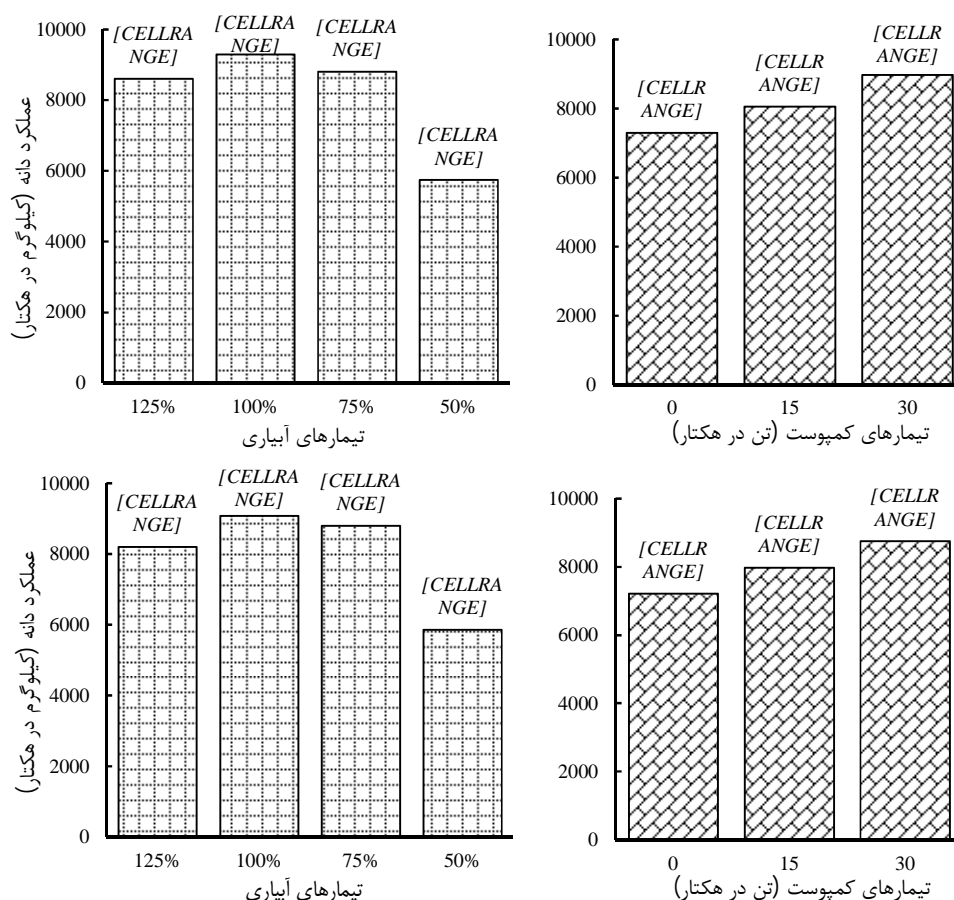 عملکرد دانه (کیلوگرم در هکتار)
10000
8000
6000
4000
2000
0
[CELLRA
NGE]
[CELLRA
NGE]
[CELLRA
NGE]
[CELLRA
NGE]
125%
100%
75%
50%
تیمارهای آبیاری
10000
8000
6000
4000
2000
0
[CELLR
ANGE]
[CELLR
ANGE]
[CELLR
ANGE]
0
15
30
تیمارهای کمپوست (تن در هکتار)
عملکرد دانه (کیلوگرم در هکتار)
10000
8000
6000
4000
2000
0
[CELLRA
NGE]
[CELLRA
NGE]
[CELLRA
NGE]
[CELLRA
NGE]
125%
100%
75%
50%
تیمارهای آبیاری
10000
8000
6000
4000
2000
0
[CELLR
ANGE]
[CELLR
ANGE]
[CELLR
ANGE]
0
15
30
تیمارهای کمپوست (تن در هکتار)